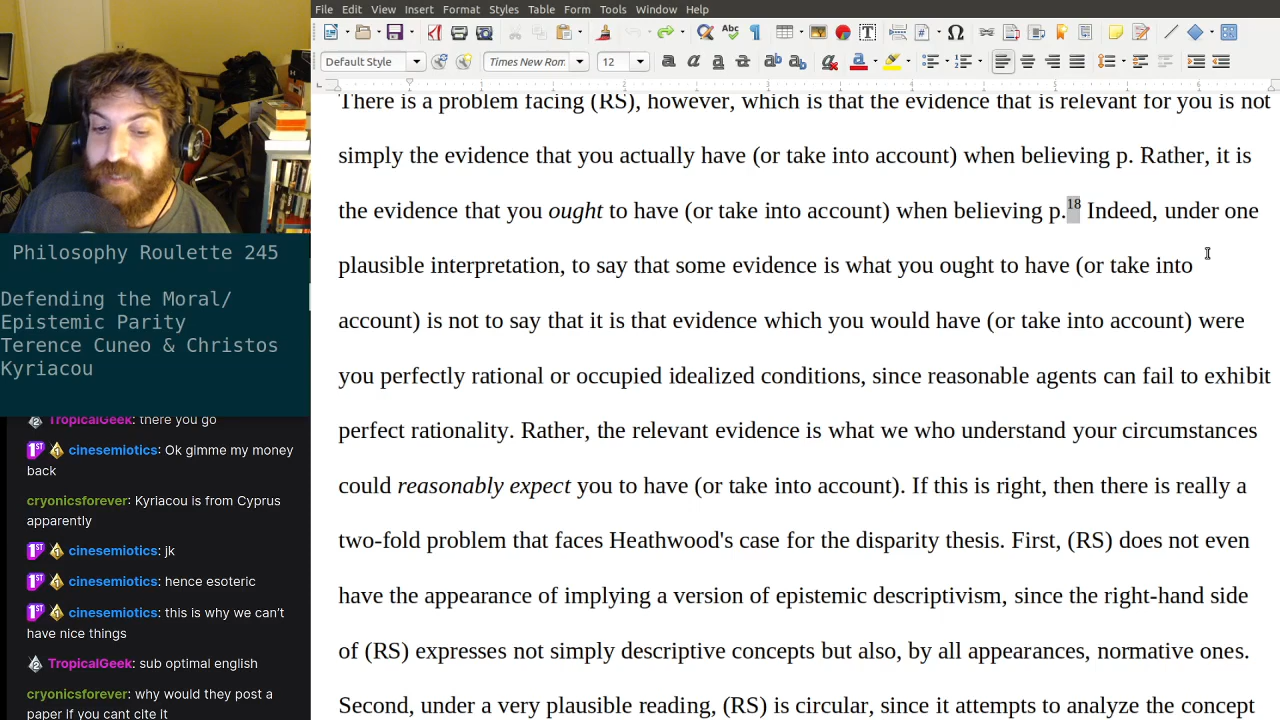 File Edit View Insert Format Styles Table Form Tools Window Help
Default Style Times New Rom 12
There is a problem facing (RS), however, which is that the evidence that is relevant for you is not
simply the evidence that you actually have (or take into account) when believing p. Rather, it is
the evidence that you ought to have (or take into account) when believing p.18 Indeed, under one
plausible interpretation, to say that some evidence is what you ought to have (or take into
account) is not to say that it is that evidence which you would have (or take into account) were
you perfectly rational or occupied idealized conditions, since reasonable agents can fail to exhibit
perfect rationality. Rather, the relevant evidence is what we who understand your circumstances
could reasonably expect you to have (or take into account). If this is right, then there is really a
two-fold problem that faces Heathwood's case for the disparity thesis. First, (RS) does not even
have the appearance of implying a version of epistemic descriptivism, since the right-hand side
of (RS) expresses not simply descriptive concepts but also, by all appearances, normative ones.
Second, under a very plausible reading, (RS) is circular, since it attempts to analyze the concept
Philosophy Roulette 245
Defending the Moral/
Epistemic Parity
Terence Cuneo & Christos
Kyriacou
TropicalGeek: there you go
cinesemiotics: Ok gimme my money
back
cryonicsforever: Kyriacou is from Cyprus
apparently
cinesemiotics: jk
cinesemiotics: hence esoteric
cinesemiotics: this is why we can't
have nice things
TropicalGeek: sub optimal english
cryonicsforever: why would they post a
paper if you cant cite it